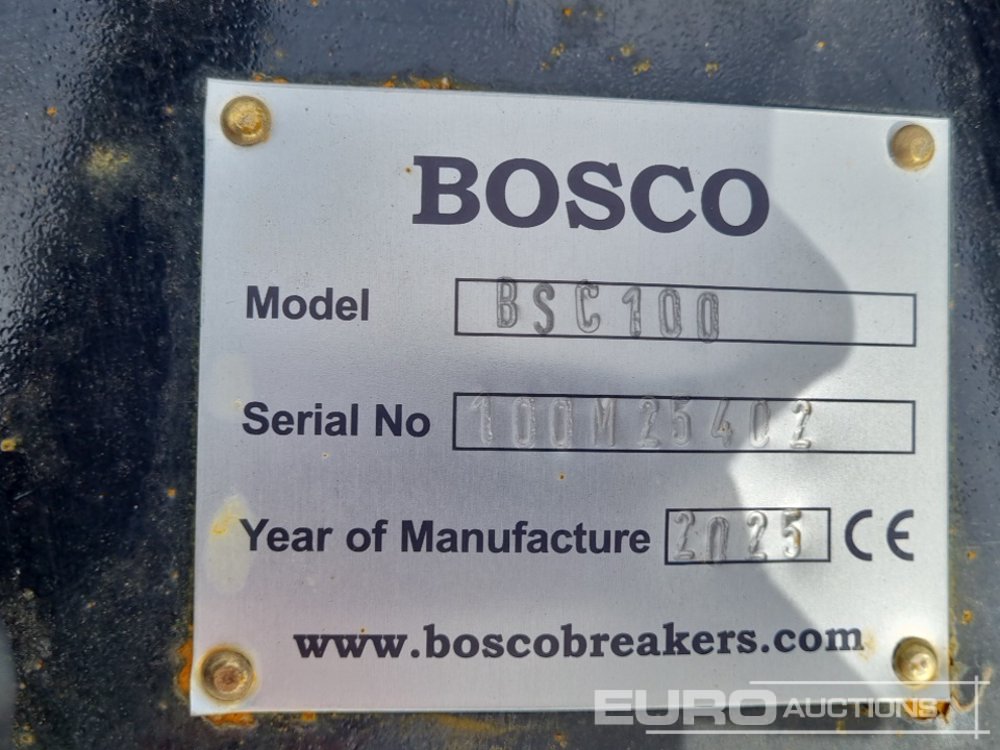 BOSCO
Model BSC100
Serial No 100M25402
Year of Manufacture 2025 CE
www.boscobreakers.com
EURO AUCTIONS